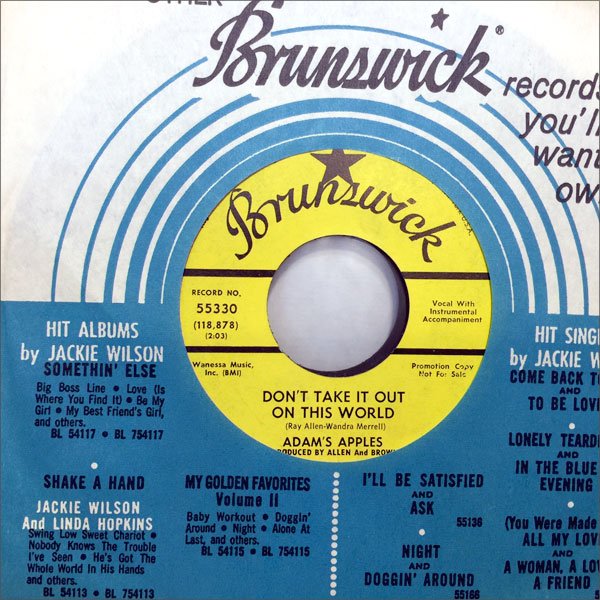 OTHER
Brunswick
records
you'll
want
own
Brunswick
U.S.A.
RECORD NO.
55330
(118,878)
(2:03)
Vocal With
Instrumental
Accompaniment
Wanessa Music,
Inc. (BMI)
Promotion Copy
Not For Sale
DON'T TAKE IT OUT
ON THIS WORLD
(Ray Allen-Wandra Merrell)
ADAM'S APPLES
PRODUCED BY ALLEN And BROW
HIT ALBUMS
by JACKIE WILSON
SOMETHIN' ELSE
Big Boss Line • Love (Is
Where You Find It) • Be My
Girl • My Best Friend's Girl,
and others.
BL 54117 • BL 754117
SHAKE A HAND
JACKIE WILSON
And LINDA HOPKINS
Swing Low Sweet Chariot •
Nobody Knows The Trouble
I've Seen • He's Got The
Whole World In His Hands
and others.
BL 54113 • BL 754113
MY GOLDEN FAVORITES
Volume II
Baby Workout • Doggin'
Around • Night • Alone At
Last, and others.
BL 54115 • BL 754115
I'LL BE SATISFIED
AND
ASK
55136
NIGHT
AND
DOGGIN' AROUND
55166
HIT SING
by JACKIE W
COME BACK T
AND
TO BE LOVI
LONELY TEARD
AND
IN THE BLUE
EVENING
(You Were Made
ALL MY LOV
AND
A WOMAN, A LOV
A FRIEND